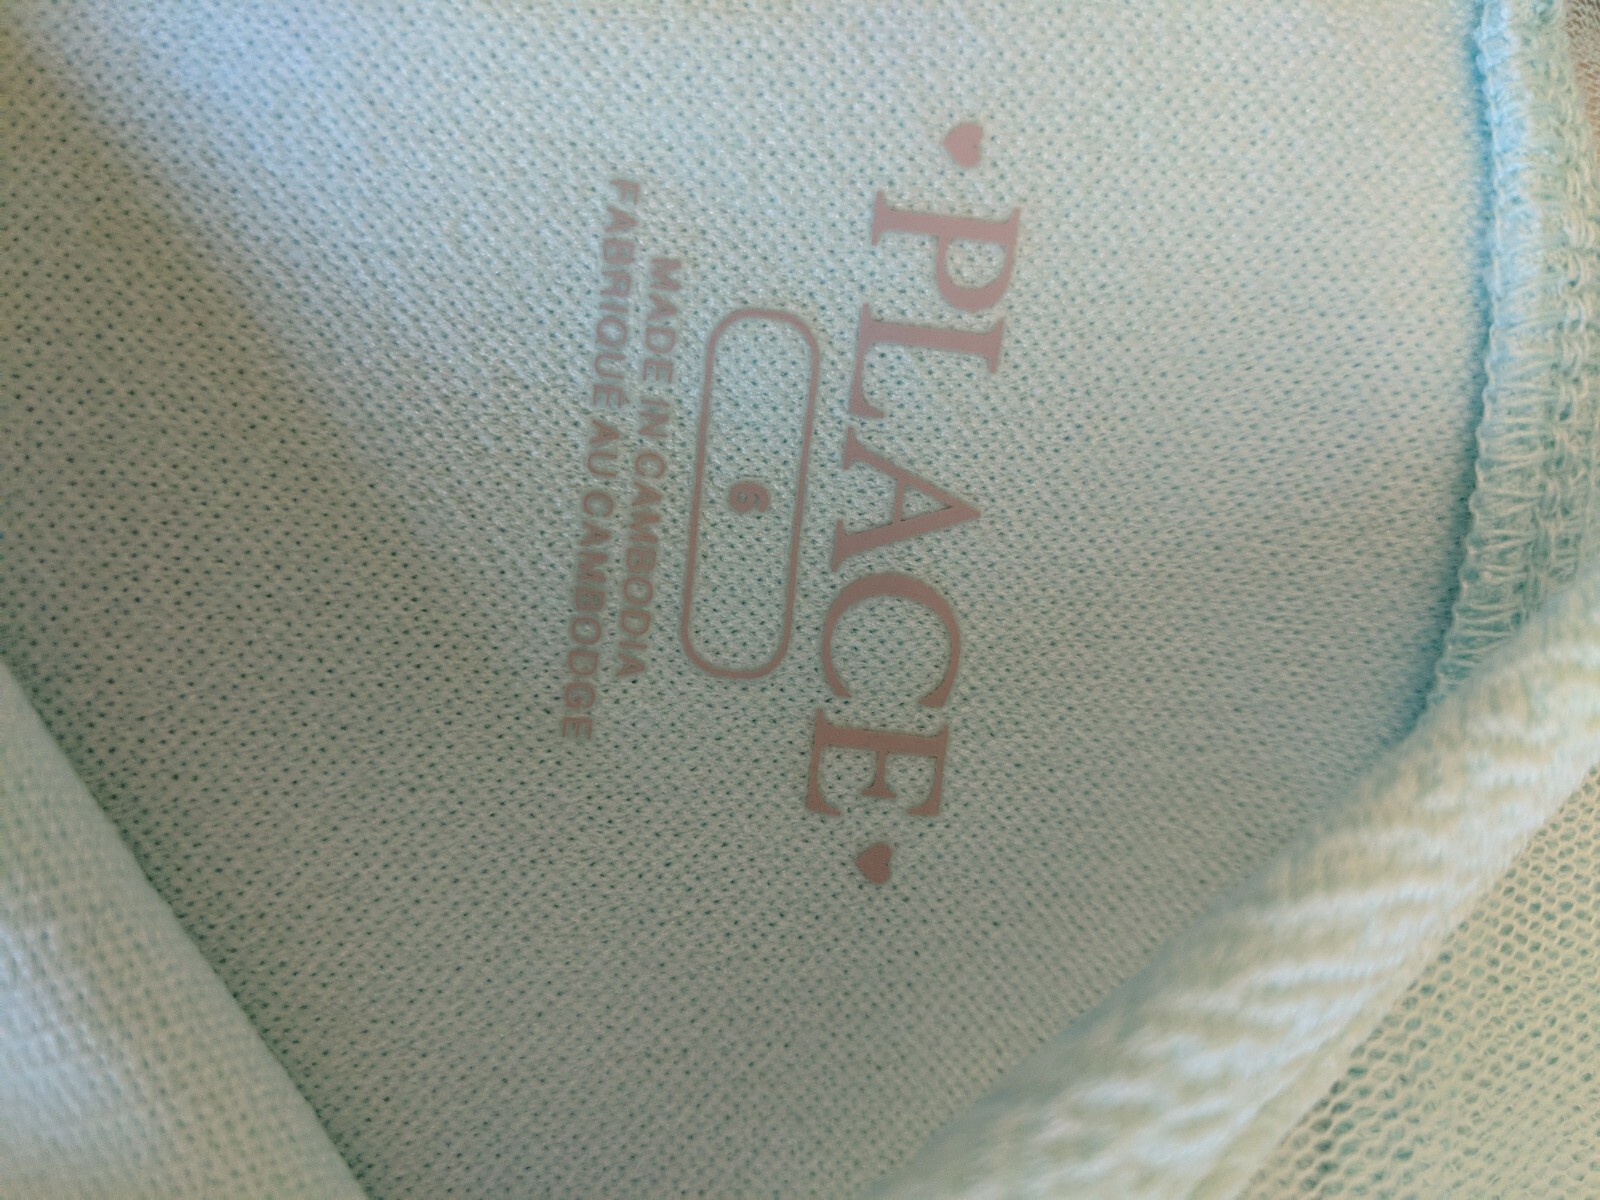 ♥PLACE♥
6
MADE IN CAMBODIA
FABRIQUÉ AU CAMBODGE